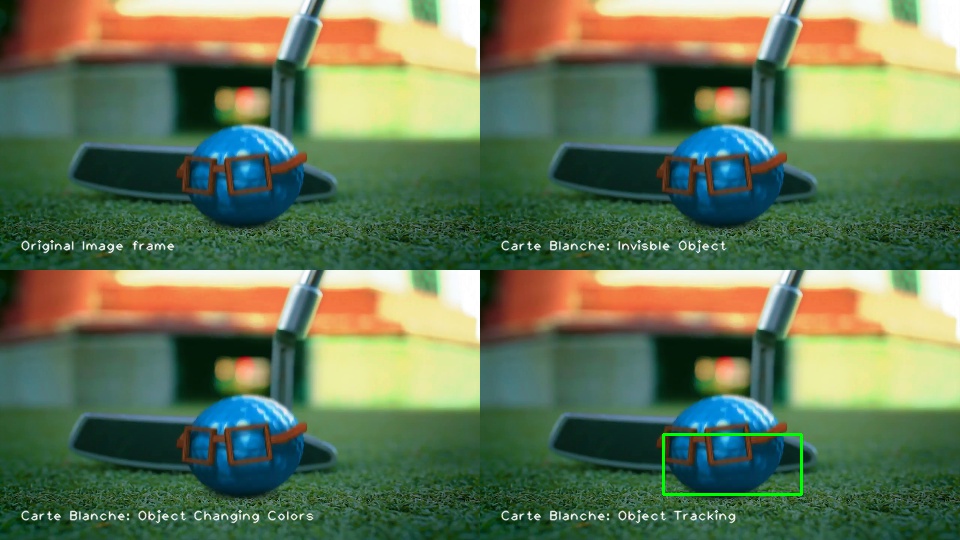 Original Image frame
Carte Blanche: Invisble Object
Carte Blanche: Object Changing Colors
Carte Blanche: Object Tracking